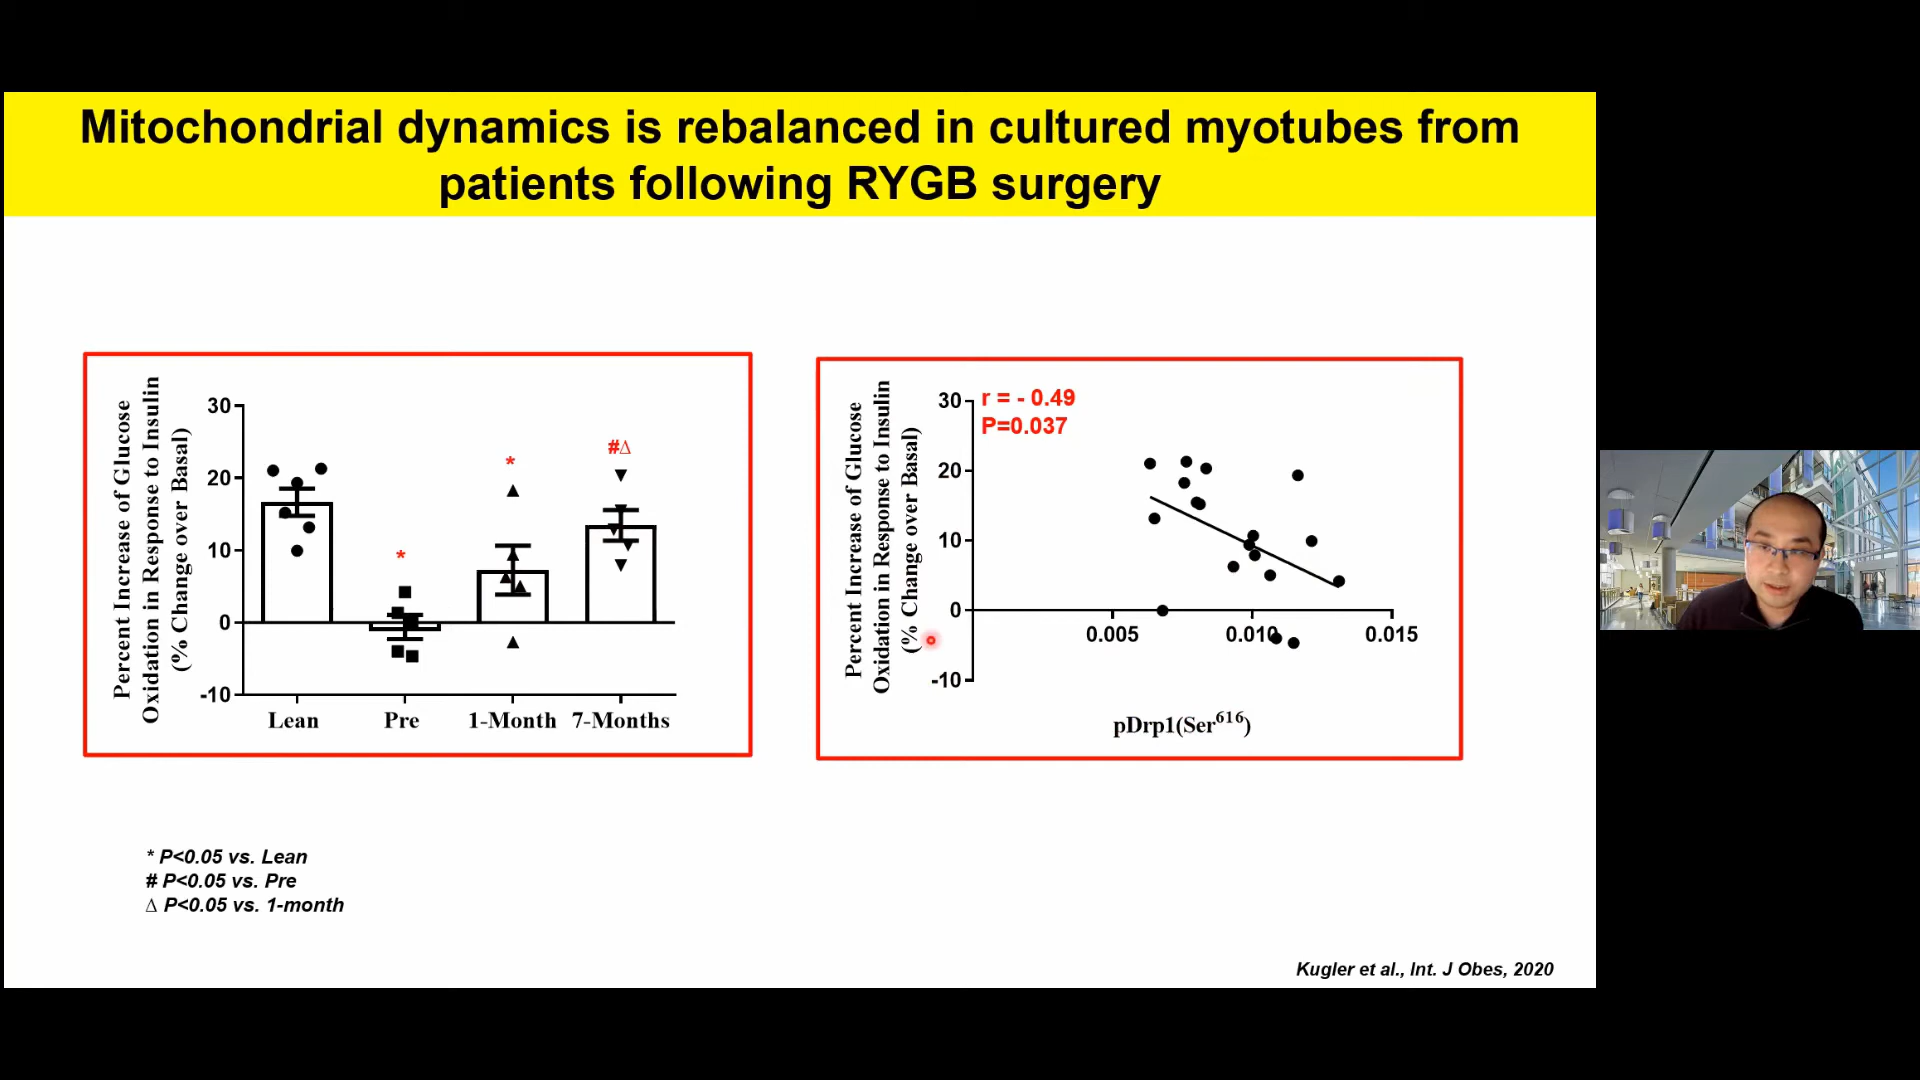 Mitochondrial dynamics is rebalanced in cultured myotubes from
patients following RYGB surgery
Percent Increase of Glucose
Oxidation in Response to Insulin
(% Change over Basal)
30
20
10
0
-10
*
*
#Δ
Lean
Pre
1-Month
7-Months
Percent Increase of Glucose
Oxidation in Response to Insulin
(% Change over Basal)
30
20
10
0
-10
r = - 0.49
P=0.037
0.005
0.010
0.015
pDrp1(Ser⁶¹⁶)
* P<0.05 vs. Lean
# P<0.05 vs. Pre
Δ P<0.05 vs. 1-month
Kugler et al., Int. J Obes, 2020